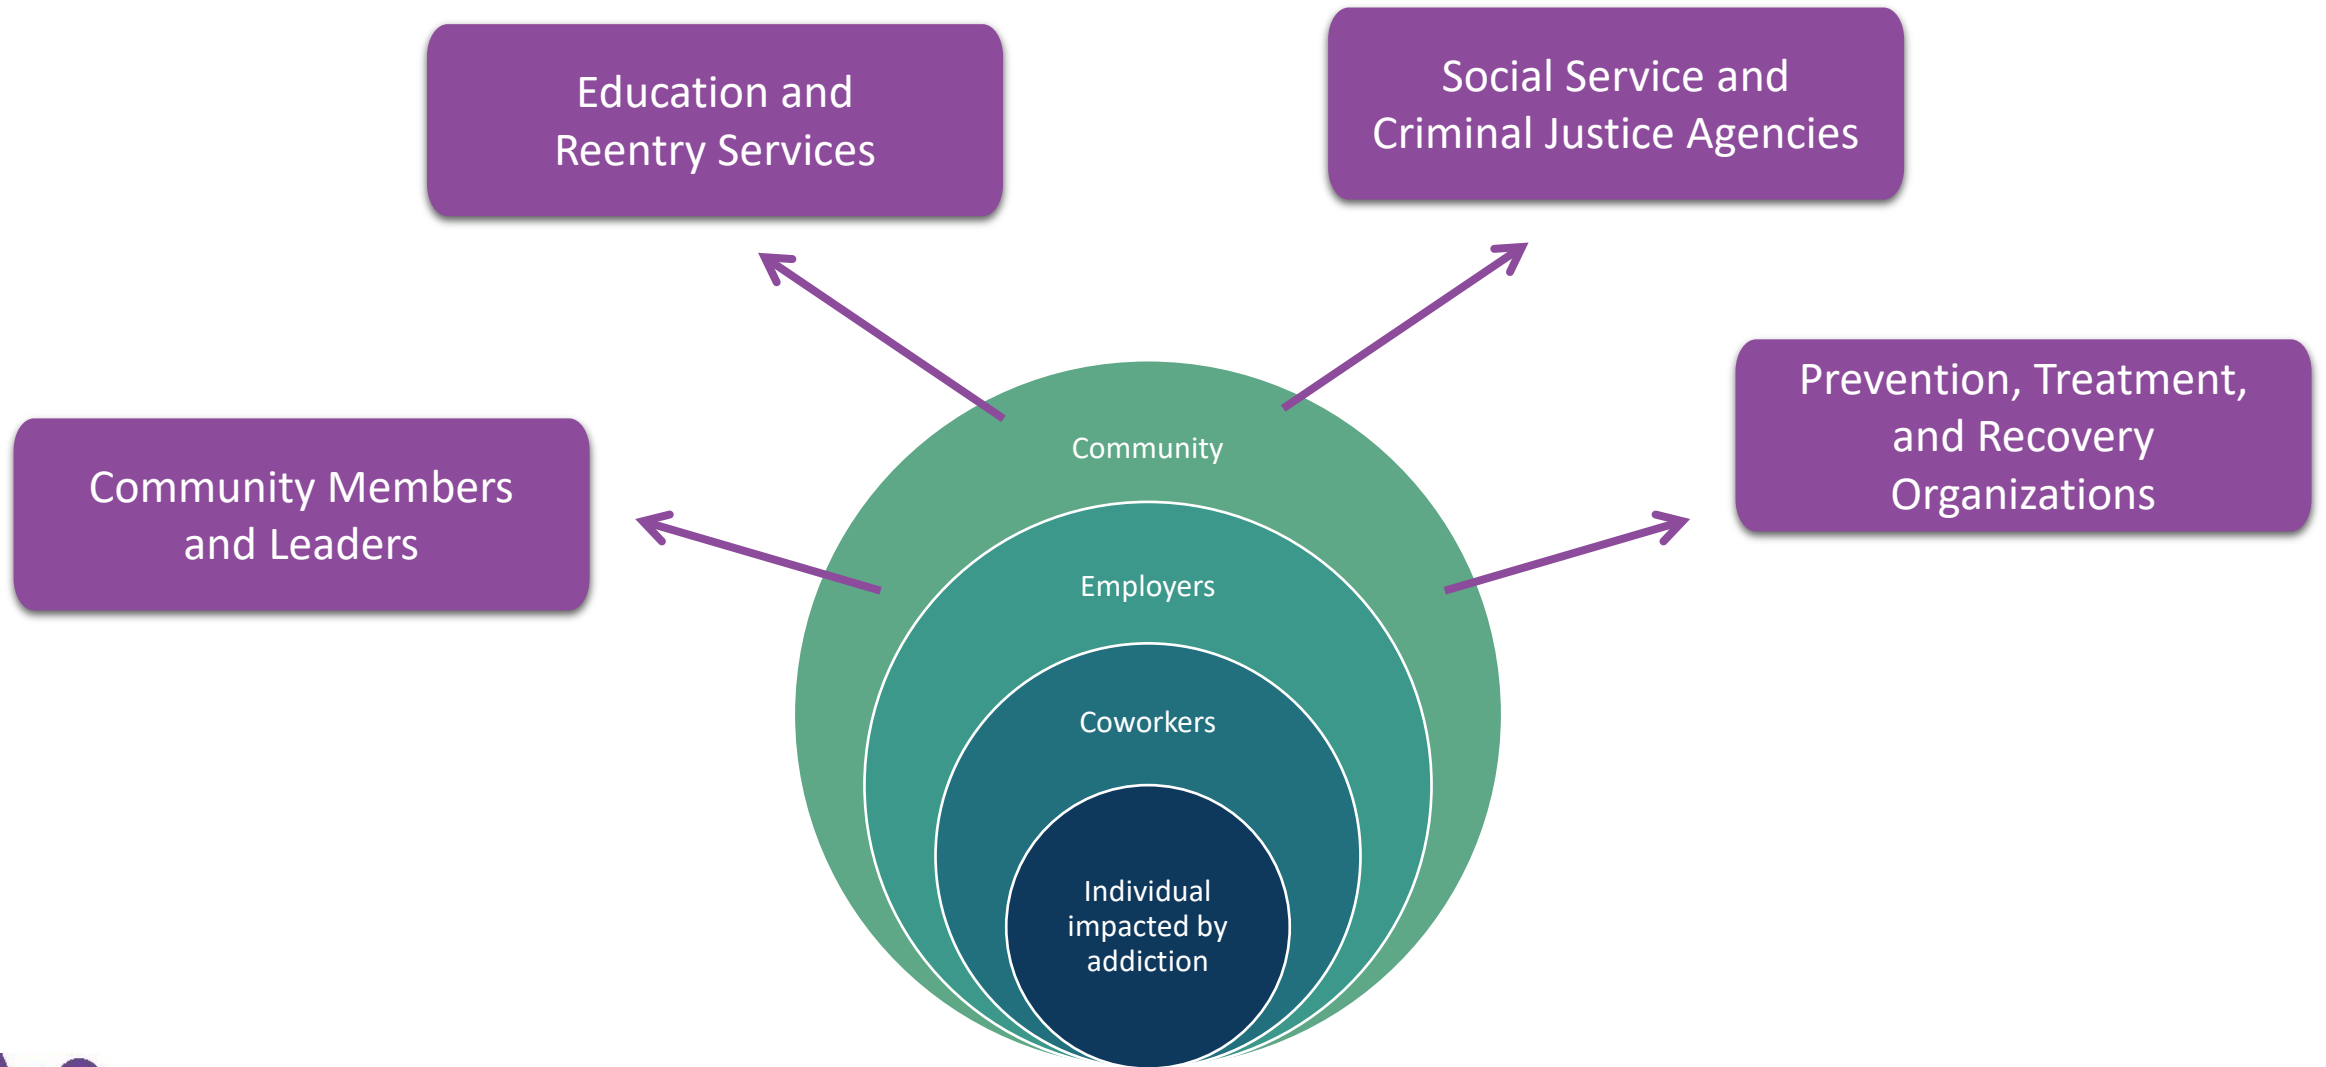 Education and
Reentry Services
Social Service and
Criminal Justice Agencies
Community Members
and Leaders
Prevention, Treatment,
and Recovery
Organizations
Community
Employers
Coworkers
Individual
impacted by
addiction